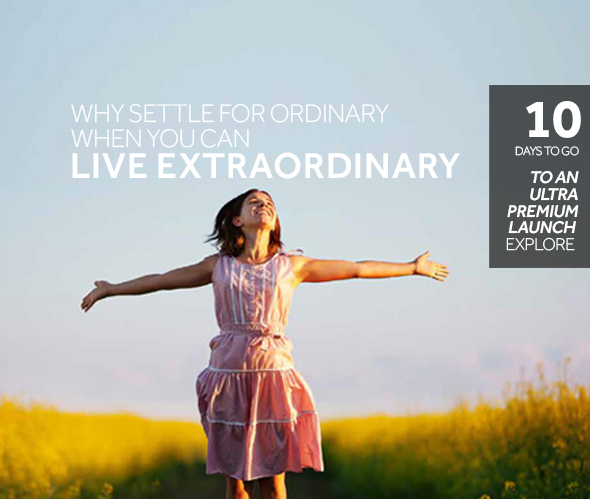 WHY SETTLE FOR ORDINARY
WHEN YOU CAN
LIVE EXTRAORDINARY
10
DAYS TO GO
TO AN
ULTRA
PREMIUM
LAUNCH
EXPLORE